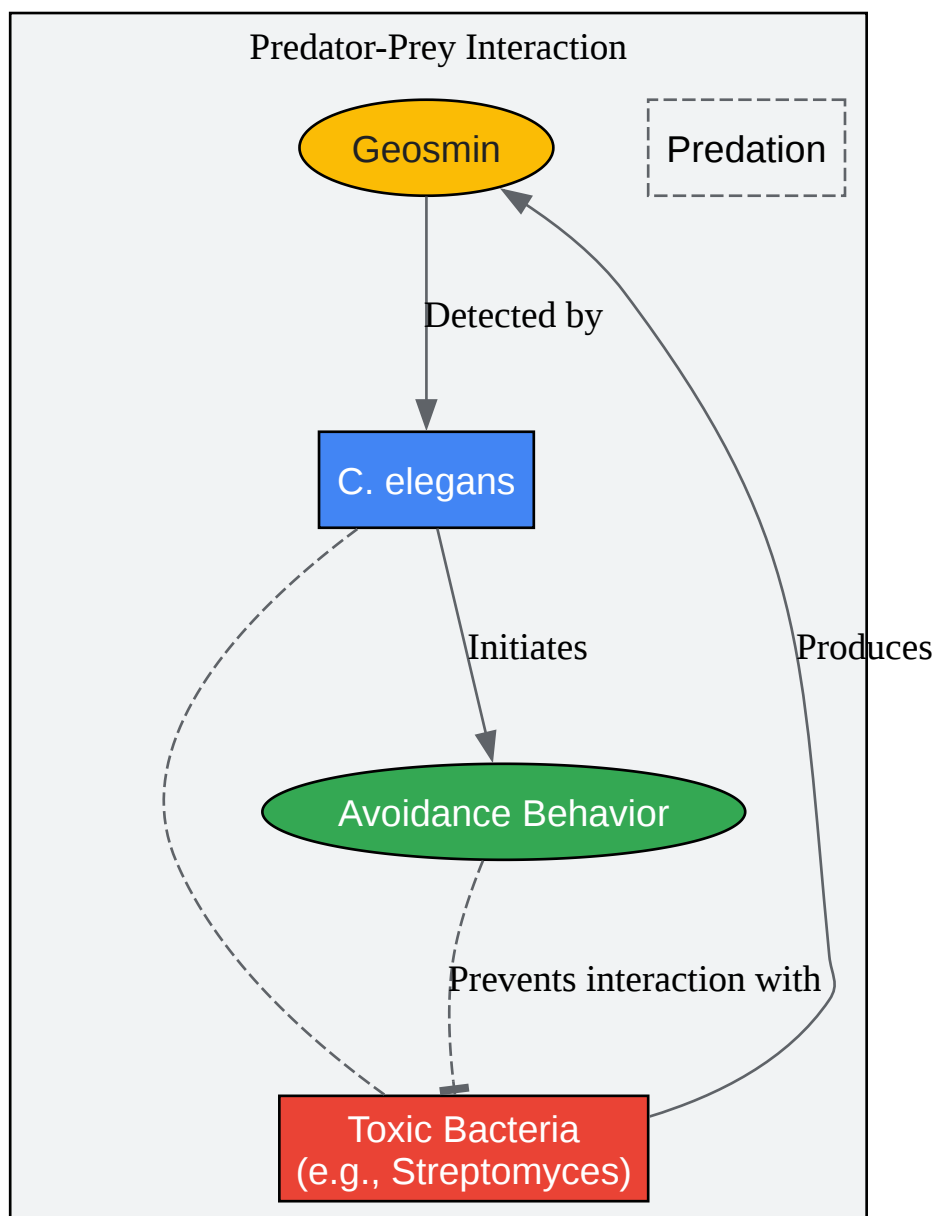 Predator-Prey Interaction
Geosmin
Predation
Detected by
C. elegans
Initiates
Produces
Avoidance Behavior
Prevents interaction with
Toxic Bacteria
(e.g., Streptomyces)